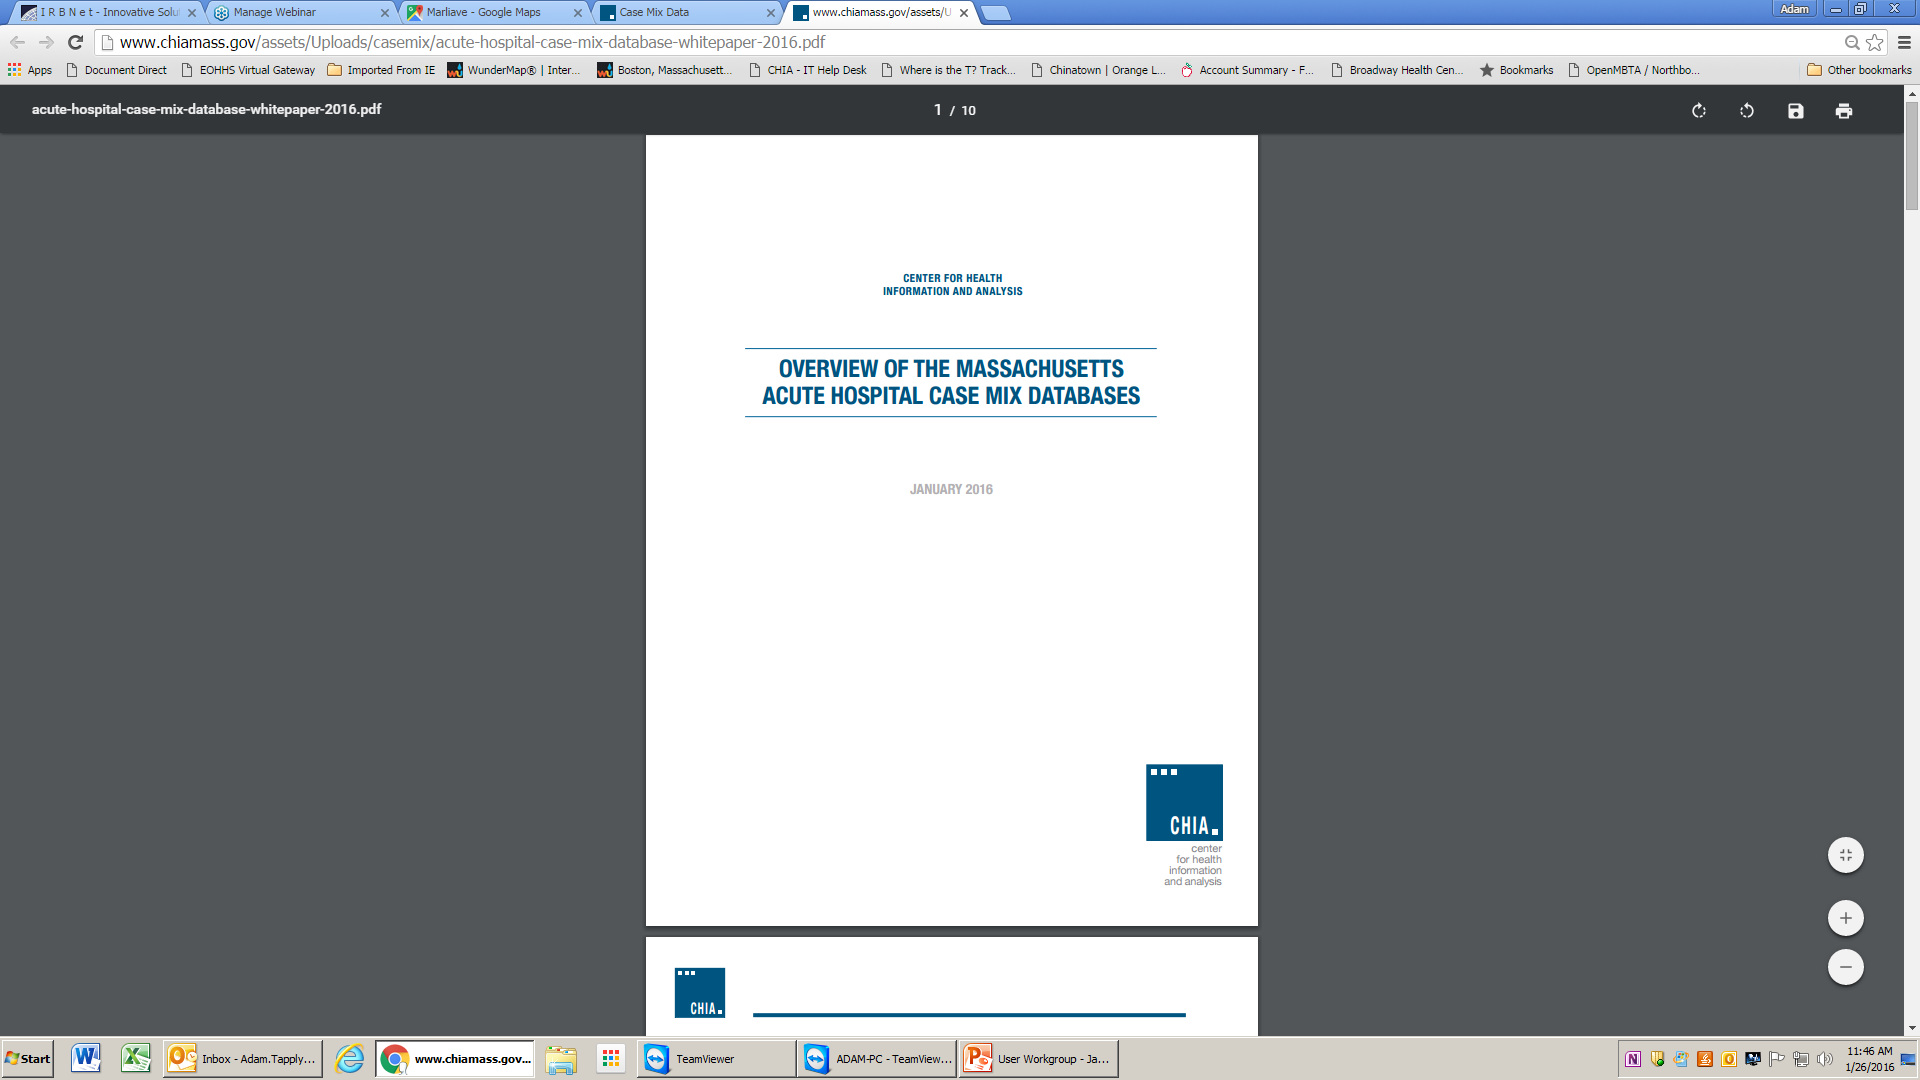 I R B N e t - Innovative Solu
Manage Webinar
Marliave - Google Maps
Case Mix Data
www.chiamass.gov/assets/U
Adam
www.chiamass.gov/assets/Uploads/casemix/acute-hospital-case-mix-database-whitepaper-2016.pdf
Apps
Document Direct
EOHHS Virtual Gateway
Imported From IE
WunderMap® | Inter...
Boston, Massachusett...
CHIA - IT Help Desk
Where is the T? Track...
Chinatown | Orange L...
Account Summary - F...
Broadway Health Cen...
Bookmarks
OpenMBTA / Northbo...
Other bookmarks
acute-hospital-case-mix-database-whitepaper-2016.pdf
1 / 10
CENTER FOR HEALTH
INFORMATION AND ANALYSIS
OVERVIEW OF THE MASSACHUSETTS
ACUTE HOSPITAL CASE MIX DATABASES
JANUARY 2016
CHIA.
center
for health
information
and analysis
CHIA.
Start
Inbox - Adam.Tapply...
www.chiamass.gov...
TeamViewer
ADAM-PC - TeamView...
User Workgroup - Ja...
11:46 AM
1/26/2016